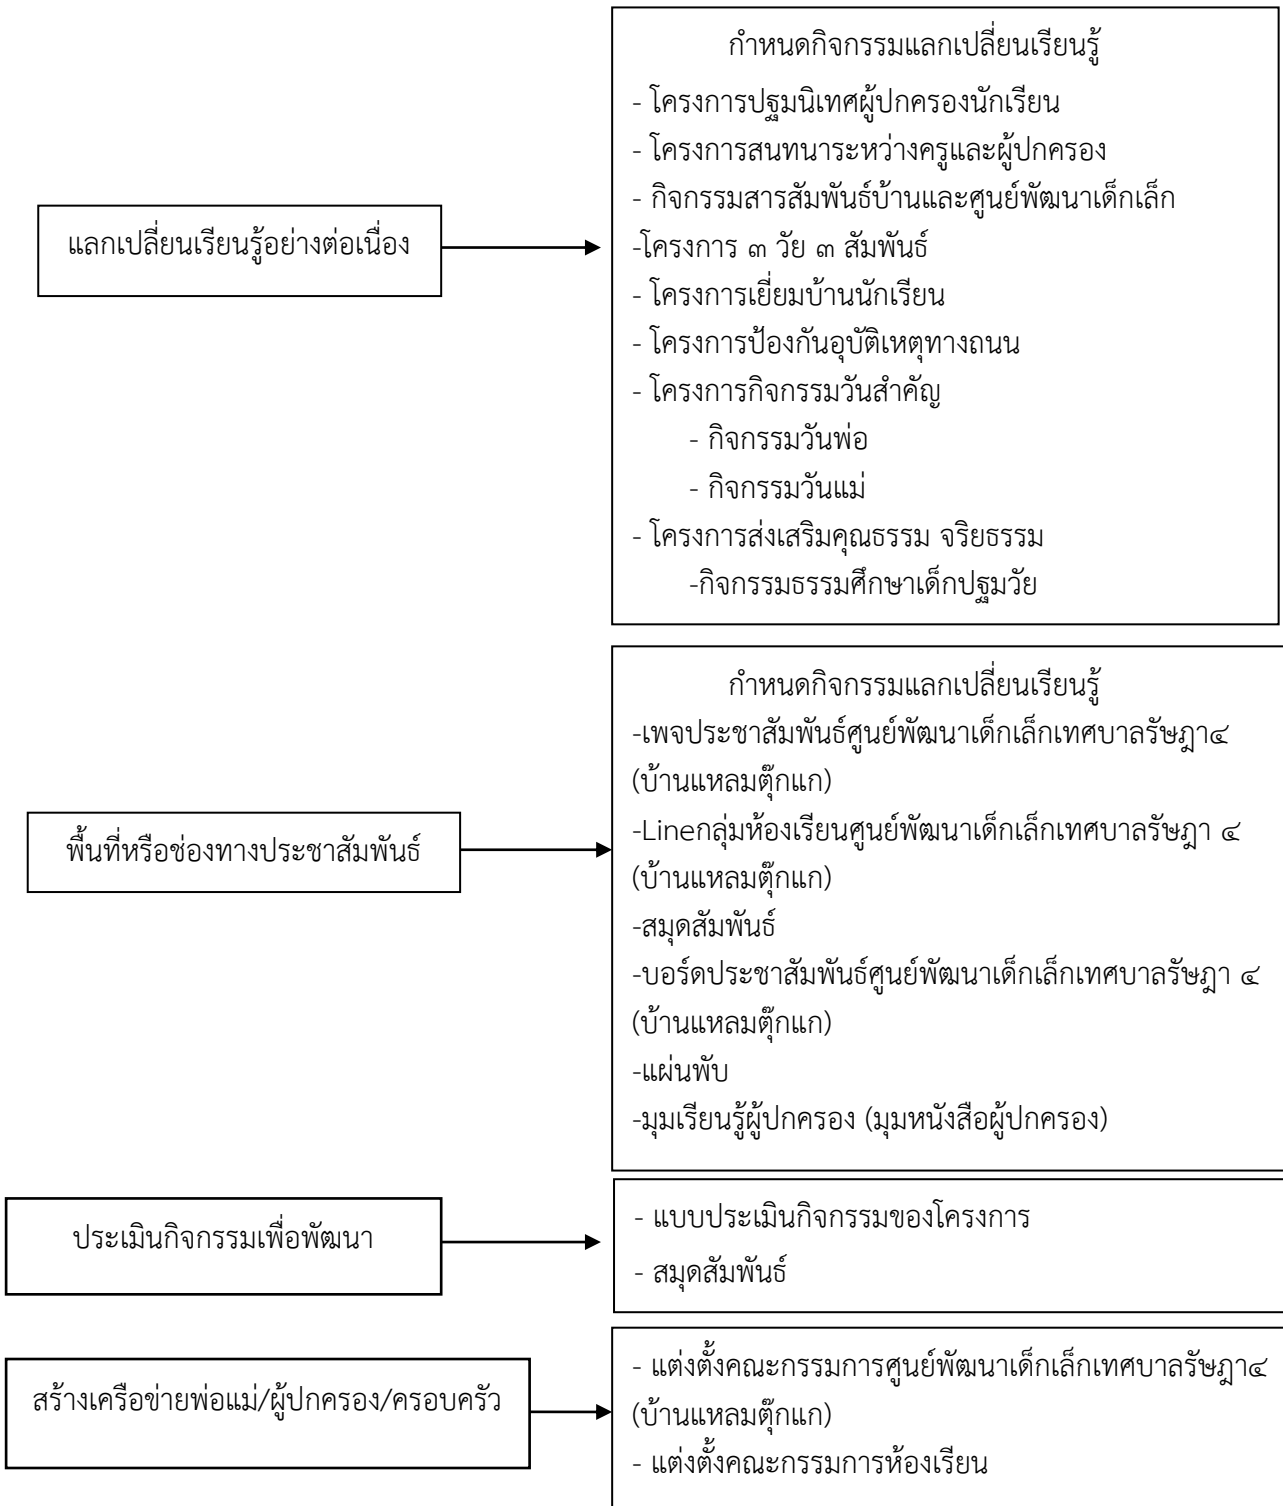 กำหนดกิจกรรมแลกเปลี่ยนเรียนรู้
- โครงการปฐมนิเทศผู้ปกครองนักเรียน
- โครงการสนทนาระหว่างครูและผู้ปกครอง
- กิจกรรมสารสัมพันธ์บ้านและศูนย์พัฒนาเด็กเล็ก
-โครงการ ๓ วัย ๓ สัมพันธ์
- โครงการเยี่ยมบ้านนักเรียน
- โครงการป้องกันอุบัติเหตุทางถนน
- โครงการกิจกรรมวันสำคัญ
- กิจกรรมวันพ่อ
- กิจกรรมวันแม่
- โครงการส่งเสริมคุณธรรม จริยธรรม
-กิจกรรมธรรมศึกษาเด็กปฐมวัย
แลกเปลี่ยนเรียนรู้อย่างต่อเนื่อง
กำหนดกิจกรรมแลกเปลี่ยนเรียนรู้
-เพจประชาสัมพันธ์ศูนย์พัฒนาเด็กเล็กเทศบาลรัษฎา๔
(บ้านแหลมตุ๊กแก)
-Lineกลุ่มห้องเรียนศูนย์พัฒนาเด็กเล็กเทศบาลรัษฎา ๔
(บ้านแหลมตุ๊กแก)
-สมุดสัมพันธ์
-บอร์ดประชาสัมพันธ์ศูนย์พัฒนาเด็กเล็กเทศบาลรัษฎา ๔
(บ้านแหลมตุ๊กแก)
-แผ่นพับ
-มุมเรียนรู้ผู้ปกครอง (มุมหนังสือผู้ปกครอง)
พื้นที่หรือช่องทางประชาสัมพันธ์
ประเมินกิจกรรมเพื่อพัฒนา
- แบบประเมินกิจกรรมของโครงการ
- สมุดสัมพันธ์
สร้างเครือข่ายพ่อแม่/ผู้ปกครอง/ครอบครัว
- แต่งตั้งคณะกรรมการศูนย์พัฒนาเด็กเล็กเทศบาลรัษฎา๔
(บ้านแหลมตุ๊กแก)
- แต่งตั้งคณะกรรมการห้องเรียน